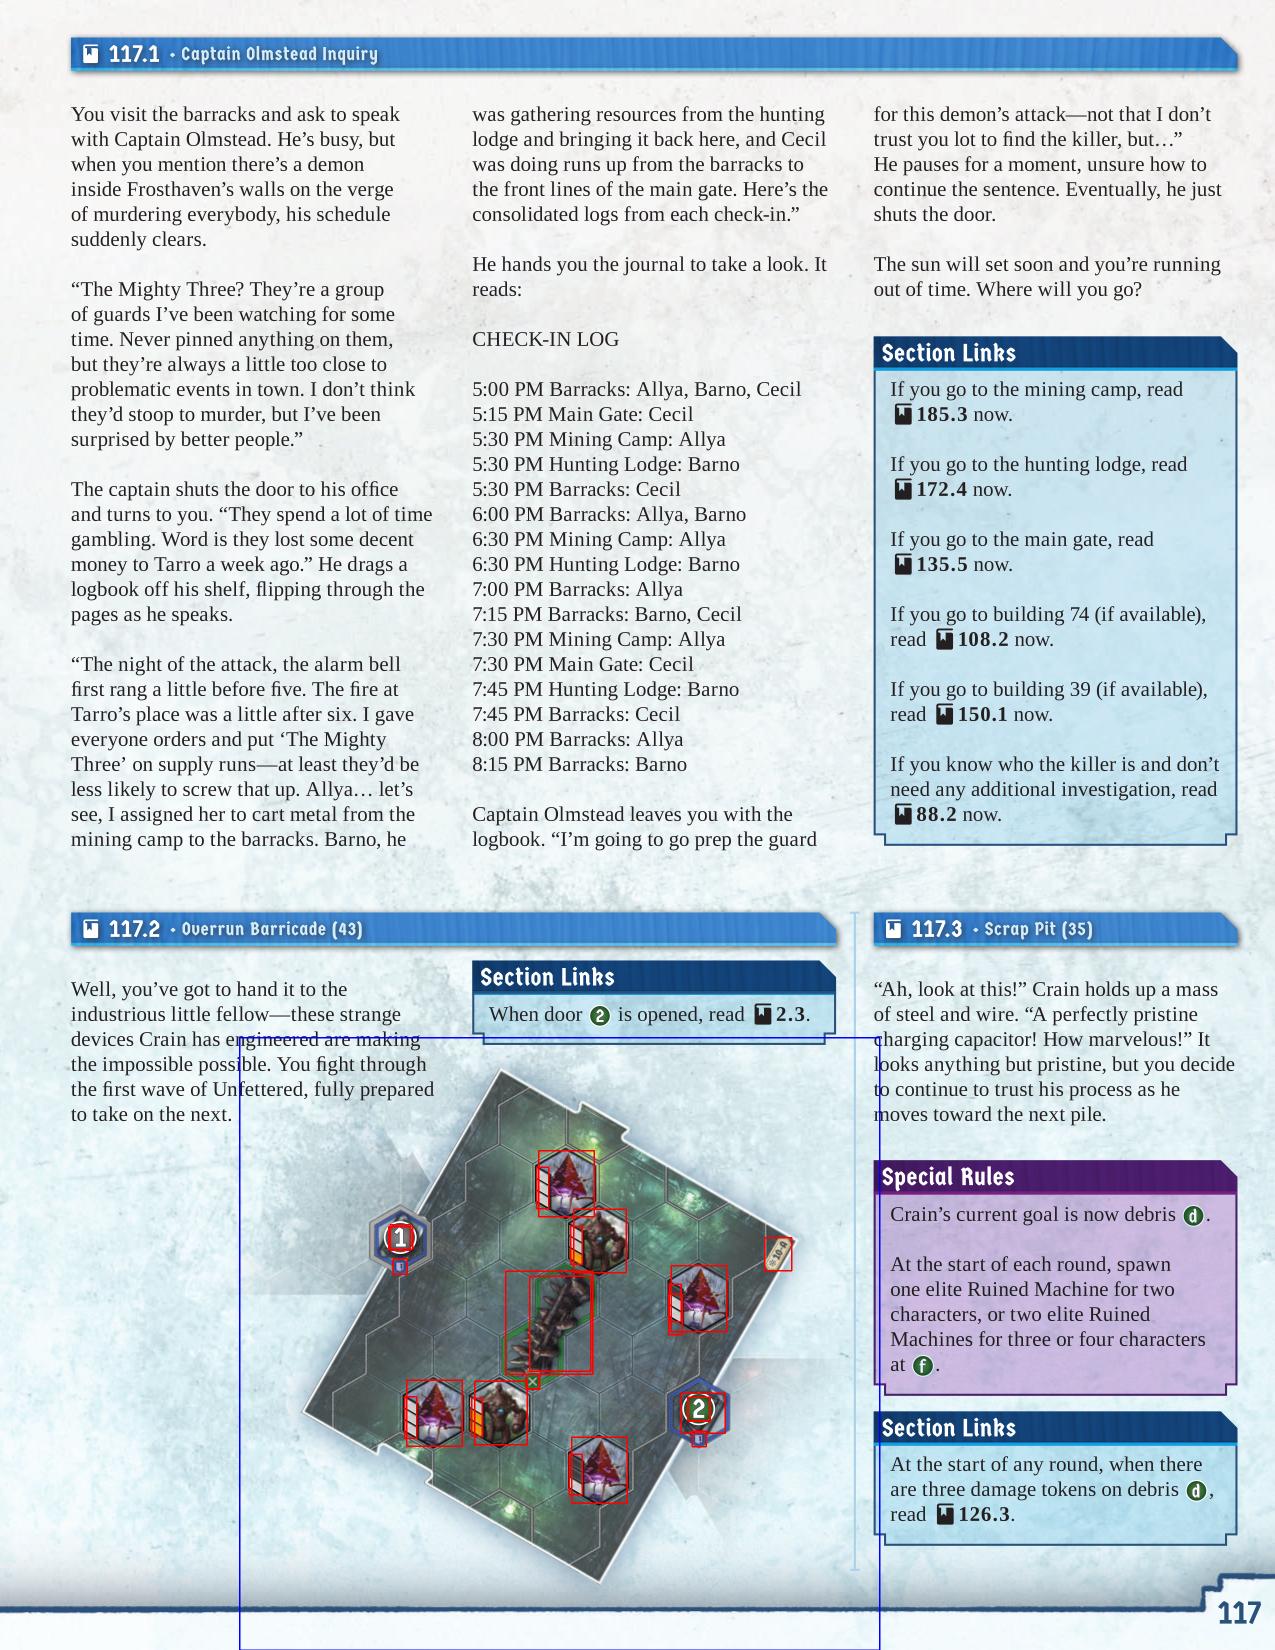 117.1 • Captain Olmstead Inquiry
You visit the barracks and ask to speak
with Captain Olmstead. He’s busy, but
when you mention there’s a demon
inside Frosthaven’s walls on the verge
of murdering everybody, his schedule
suddenly clears.
“The Mighty Three? They’re a group
of guards I’ve been watching for some
time. Never pinned anything on them,
but they’re always a little too close to
problematic events in town. I don’t think
they’d stoop to murder, but I’ve been
surprised by better people.”
The captain shuts the door to his office
and turns to you. “They spend a lot of time
gambling. Word is they lost some decent
money to Tarro a week ago.” He drags a
logbook off his shelf, flipping through the
pages as he speaks.
“The night of the attack, the alarm bell
first rang a little before five. The fire at
Tarro’s place was a little after six. I gave
everyone orders and put ‘The Mighty
Three’ on supply runs—at least they’d be
less likely to screw that up. Allya… let’s
see, I assigned her to cart metal from the
mining camp to the barracks. Barno, he
was gathering resources from the hunting
lodge and bringing it back here, and Cecil
was doing runs up from the barracks to
the front lines of the main gate. Here’s the
consolidated logs from each check-in.”
He hands you the journal to take a look. It
reads:
CHECK-IN LOG
5:00 PM Barracks: Allya, Barno, Cecil
5:15 PM Main Gate: Cecil
5:30 PM Mining Camp: Allya
5:30 PM Hunting Lodge: Barno
5:30 PM Barracks: Cecil
6:00 PM Barracks: Allya, Barno
6:30 PM Mining Camp: Allya
6:30 PM Hunting Lodge: Barno
7:00 PM Barracks: Allya
7:15 PM Barracks: Barno, Cecil
7:30 PM Mining Camp: Allya
7:30 PM Main Gate: Cecil
7:45 PM Hunting Lodge: Barno
7:45 PM Barracks: Cecil
8:00 PM Barracks: Allya
8:15 PM Barracks: Barno
Captain Olmstead leaves you with the
logbook. “I’m going to go prep the guard
for this demon’s attack—not that I don’t
trust you lot to find the killer, but…”
He pauses for a moment, unsure how to
continue the sentence. Eventually, he just
shuts the door.
The sun will set soon and you’re running
out of time. Where will you go?
Section Links
If you go to the mining camp, read
185.3 now.
If you go to the hunting lodge, read
172.4 now.
If you go to the main gate, read
135.5 now.
If you go to building 74 (if available),
read 108.2 now.
If you go to building 39 (if available),
read 150.1 now.
If you know who the killer is and don’t
need any additional investigation, read
88.2 now.
117.2 • Overrun Barricade (43)
Well, you’ve got to hand it to the
industrious little fellow—these strange
devices Crain has engineered are making
the impossible possible. You fight through
the first wave of Unfettered, fully prepared
to take on the next.
Section Links
When door 2 is opened, read 2.3.
1
10-A
2
117.3 • Scrap Pit (35)
“Ah, look at this!” Crain holds up a mass
of steel and wire. “A perfectly pristine
charging capacitor! How marvelous!” It
looks anything but pristine, but you decide
to continue to trust his process as he
moves toward the next pile.
Special Rules
Crain’s current goal is now debris d.
At the start of each round, spawn
one elite Ruined Machine for two
characters, or two elite Ruined
Machines for three or four characters
at f.
Section Links
At the start of any round, when there
are three damage tokens on debris d,
read 126.3.
117